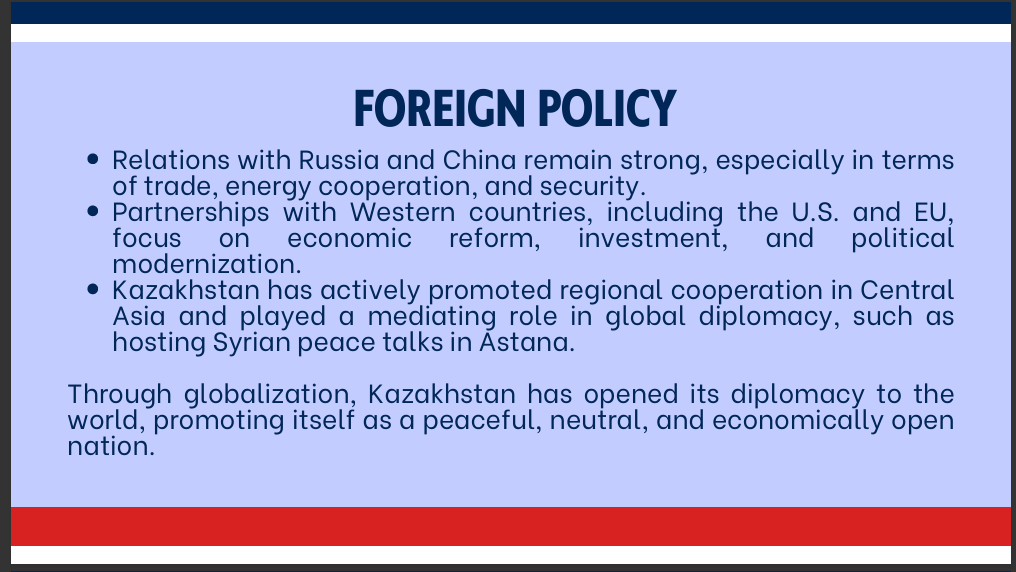 FOREIGN POLICY
• Relations with Russia and China remain strong, especially in terms
of trade, energy cooperation, and security.
• Partnerships with Western countries, including the U.S. and EU,
focus on economic reform, investment, and political
modernization.
• Kazakhstan has actively promoted regional cooperation in Central
Asia and played a mediating role in global diplomacy, such as
hosting Syrian peace talks in Astana.
Through globalization, Kazakhstan has opened its diplomacy to the
world, promoting itself as a peaceful, neutral, and economically open
nation.